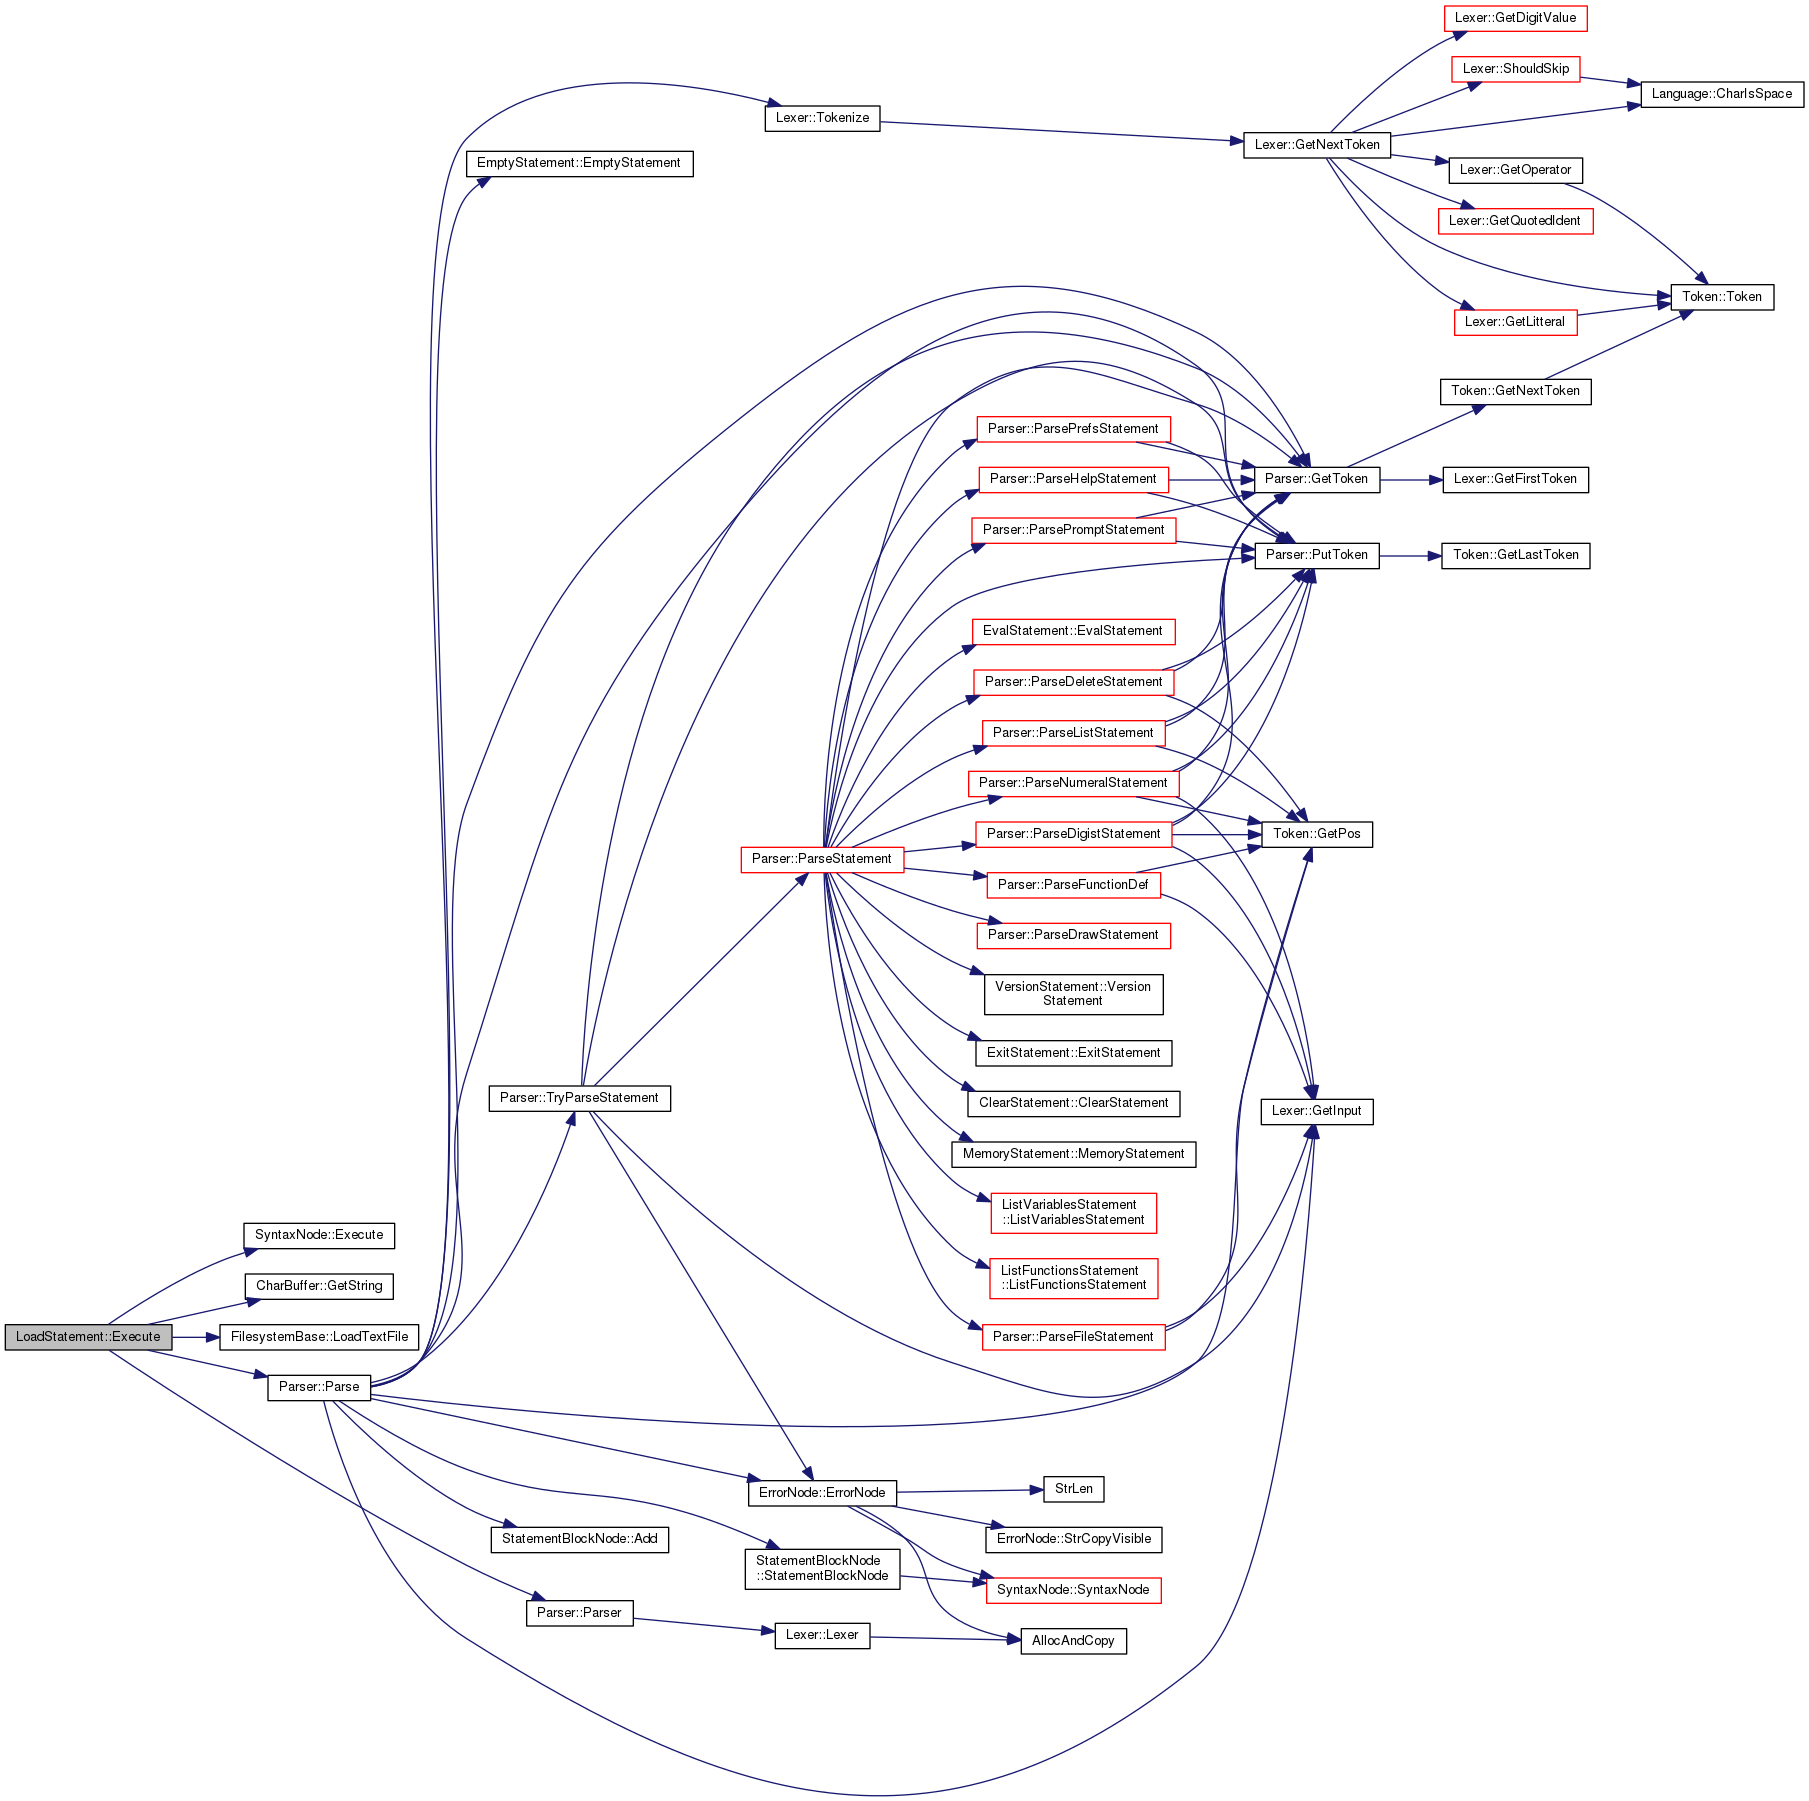 Lexer::GetDigitValue
Lexer::ShouldSkip
Language::CharIsSpace
Lexer::Tokenize
Lexer::GetNextToken
EmptyStatement::EmptyStatement
Lexer::GetOperator
Lexer::GetQuotedIdent
Token::Token
Lexer::GetLitteral
Token::GetNextToken
Parser::ParsePrefsStatement
Parser::ParseHelpStatement
Parser::GetToken
Lexer::GetFirstToken
Parser::ParsePromptStatement
Parser::PutToken
Token::GetLastToken
EvalStatement::EvalStatement
Parser::ParseDeleteStatement
Parser::ParseListStatement
Parser::ParseNumeralStatement
Parser::ParseDigistStatement
Token::GetPos
Parser::ParseStatement
Parser::ParseFunctionDef
Parser::ParseDrawStatement
VersionStatement::Version
Statement
ExitStatement::ExitStatement
Parser::TryParseStatement
ClearStatement::ClearStatement
Lexer::GetInput
MemoryStatement::MemoryStatement
ListVariablesStatement
::ListVariablesStatement
SyntaxNode::Execute
ListFunctionsStatement
::ListFunctionsStatement
CharBuffer::GetString
LoadStatement::Execute
FilesystemBase::LoadTextFile
Parser::ParseFileStatement
Parser::Parse
ErrorNode::ErrorNode
StrLen
StatementBlockNode::Add
ErrorNode::StrCopyVisible
StatementBlockNode
::StatementBlockNode
SyntaxNode::SyntaxNode
Parser::Parser
Lexer::Lexer
AllocAndCopy